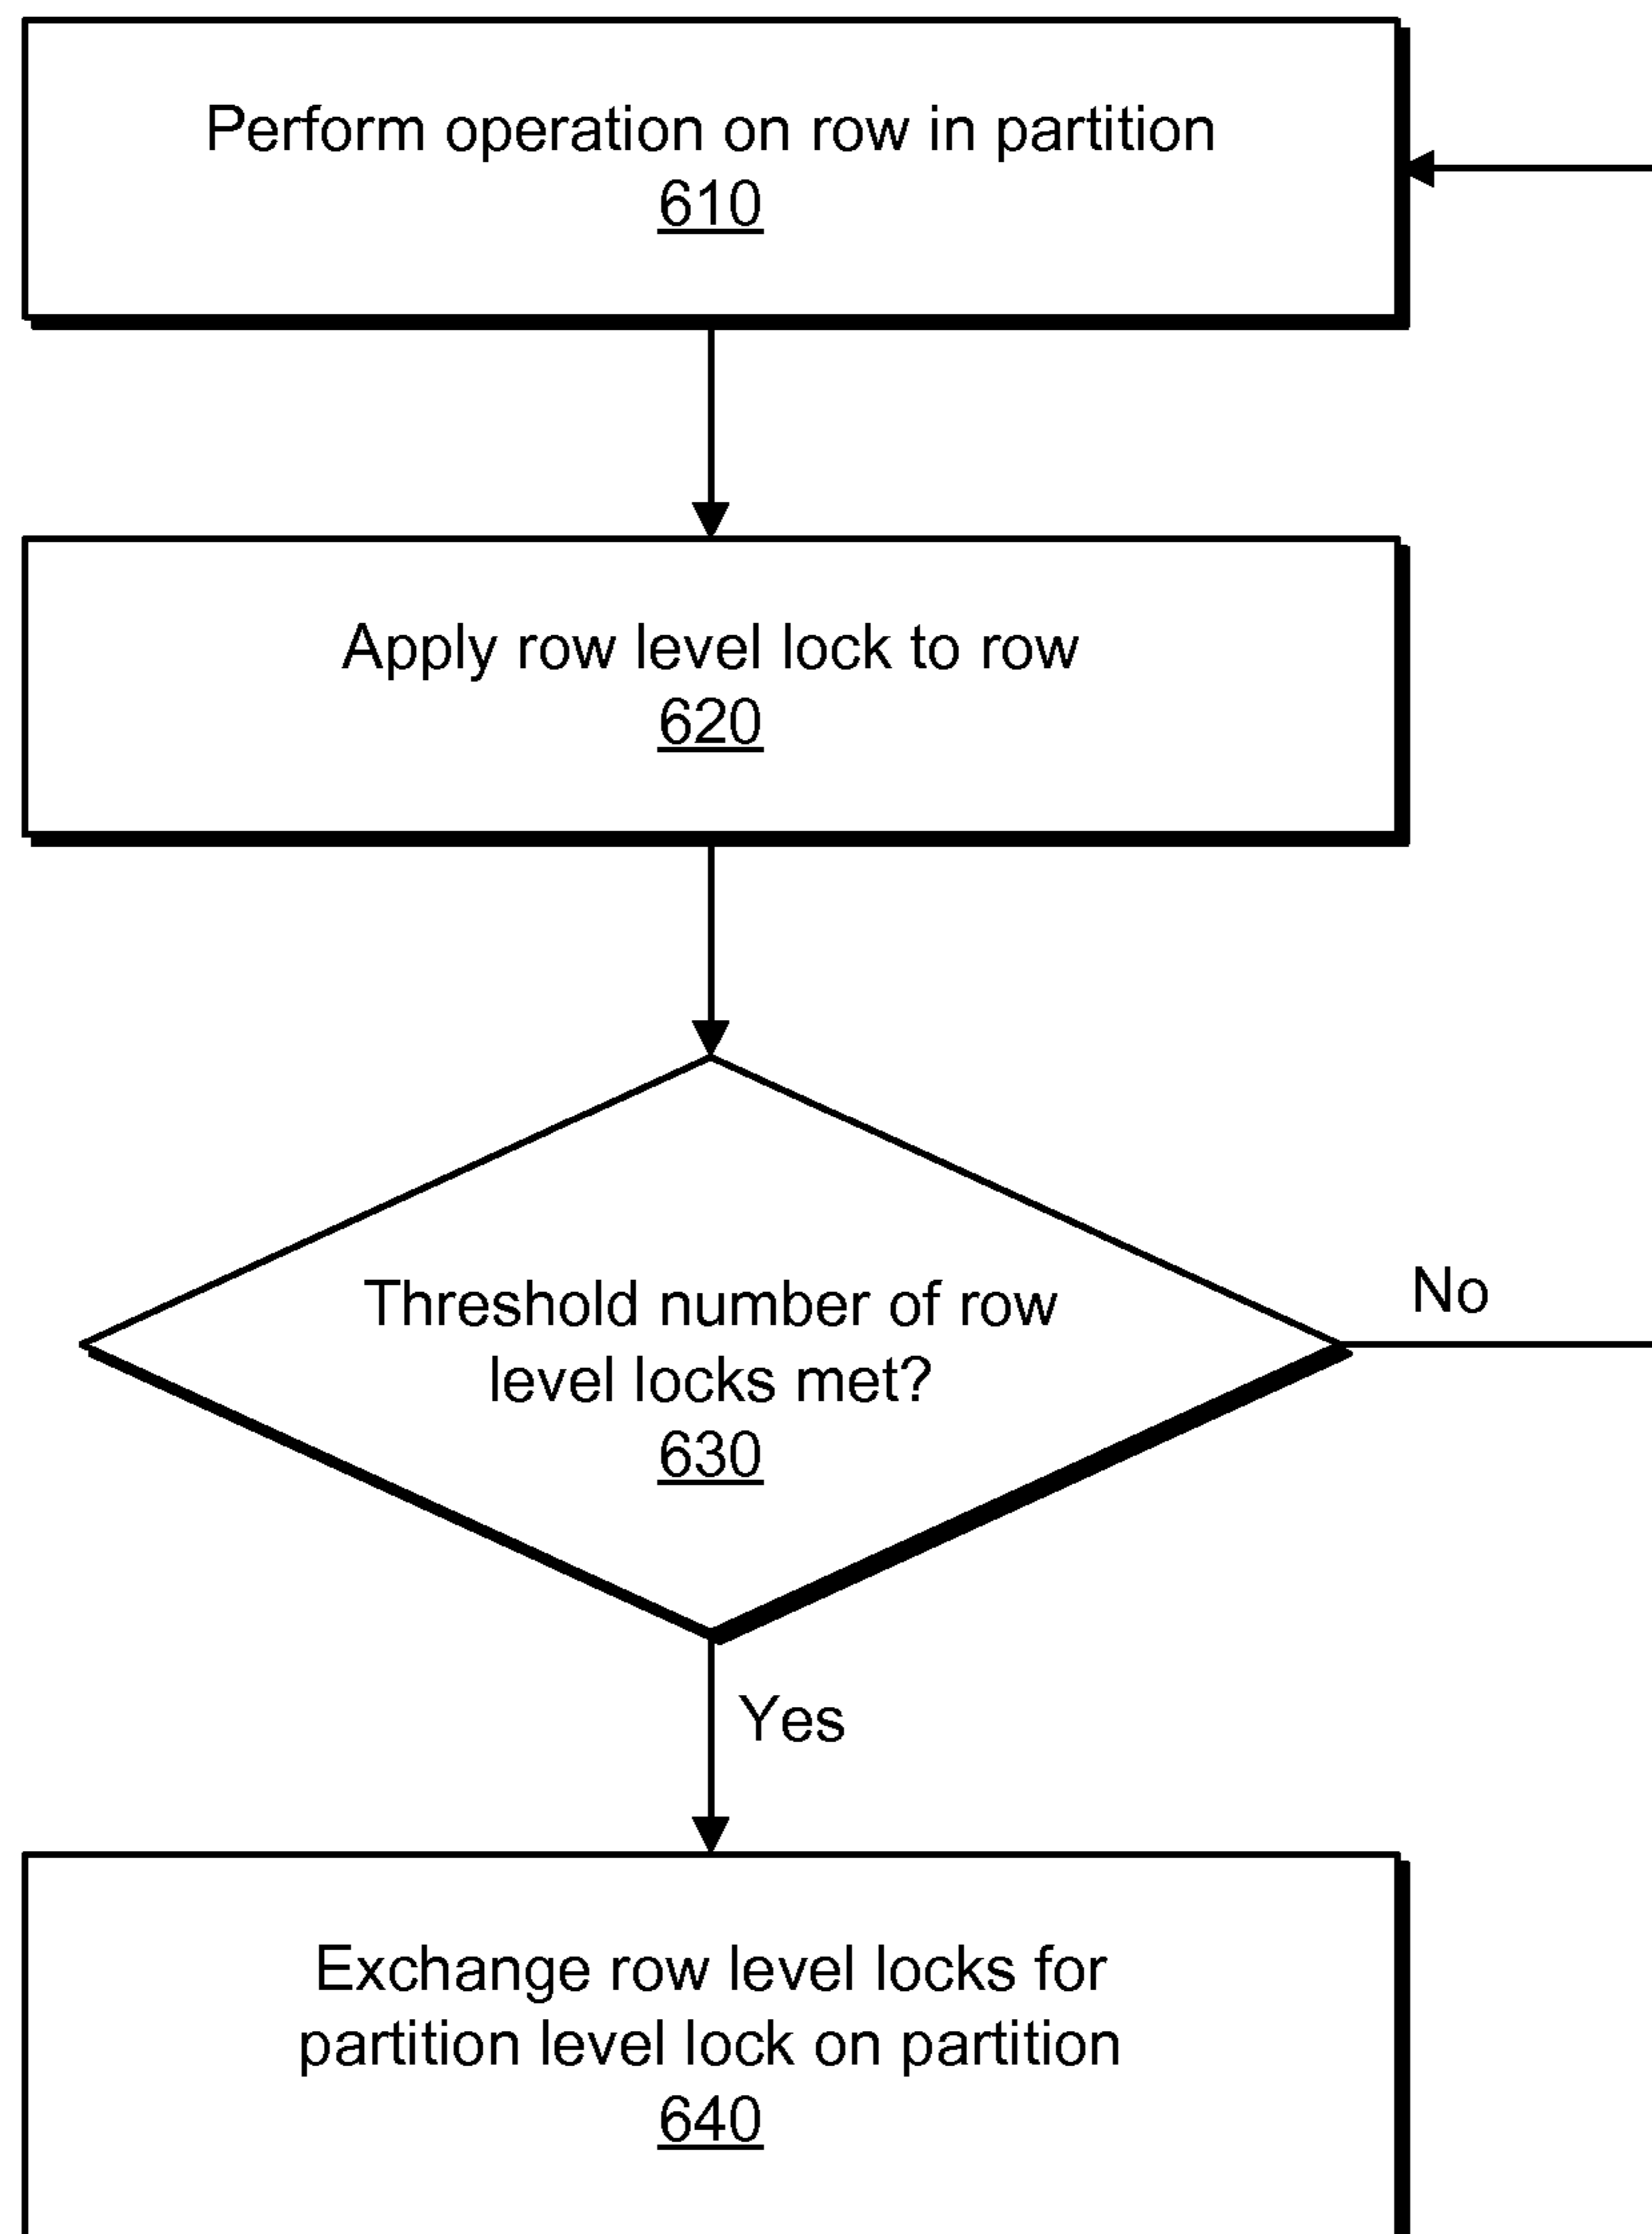 Perform operation on row in partition
610
Apply row level lock to row
620
Threshold number of row
level locks met?
630
No
Yes
Exchange row level locks for
partition level lock on partition
640